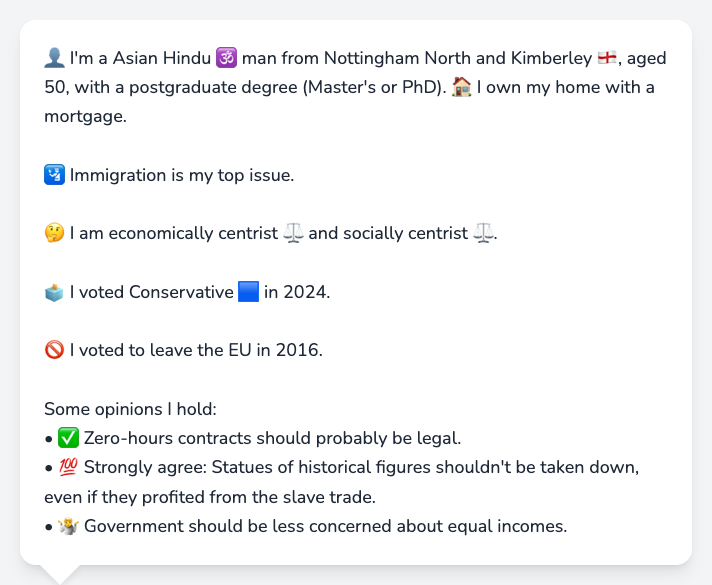 👤 I'm a Asian Hindu 🕉️ man from Nottingham North and Kimberley 🏴󠁧󠁢󠁥󠁮󠁧󠁿, aged
50, with a postgraduate degree (Master's or PhD). 🏠 I own my home with a
mortgage.
🛂 Immigration is my top issue.
🤔 I am economically centrist ⚖️ and socially centrist ⚖️.
🗳️ I voted Conservative 🟦 in 2024.
🚫 I voted to leave the EU in 2016.
Some opinions I hold:
• ✅ Zero-hours contracts should probably be legal.
• 💯 Strongly agree: Statues of historical figures shouldn't be taken down,
even if they profited from the slave trade.
• 🤷 Government should be less concerned about equal incomes.